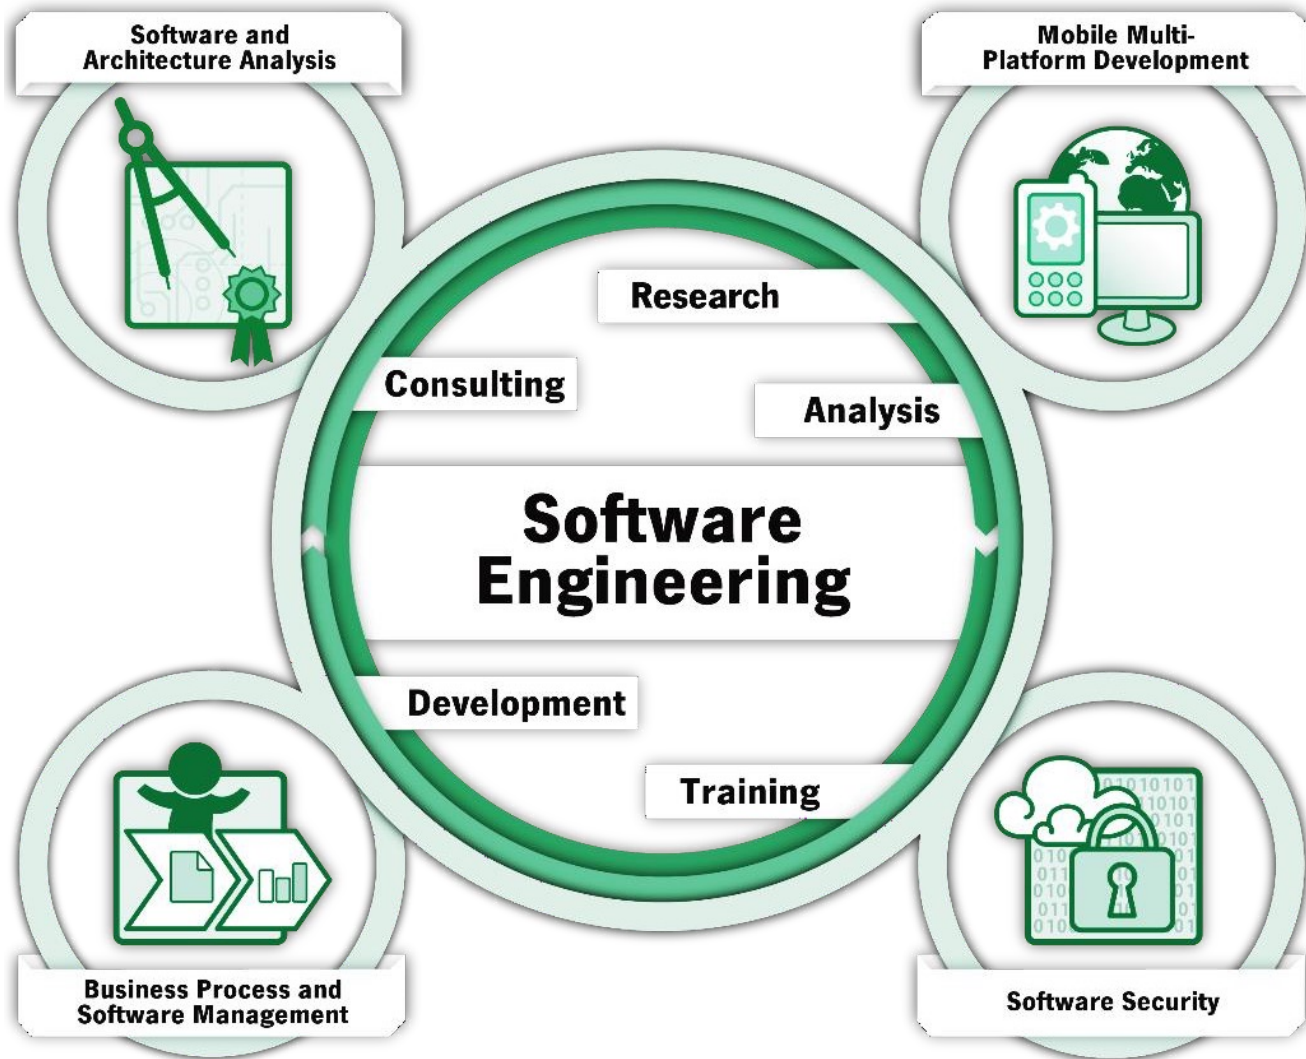 Software and
Architecture Analysis
Mobile Multi-
Platform Development
Research
Consulting
Analysis
Software
Engineering
Development
Training
Business Process and
Software Management
Software Security